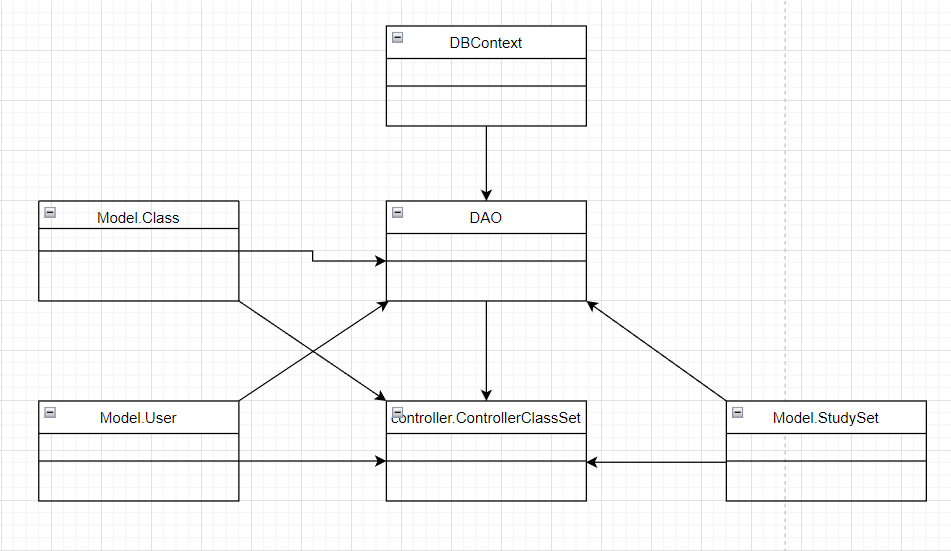 DBContext
Model.Class
DAO
Model.User
controller.ControllerClassSet
Model.StudySet